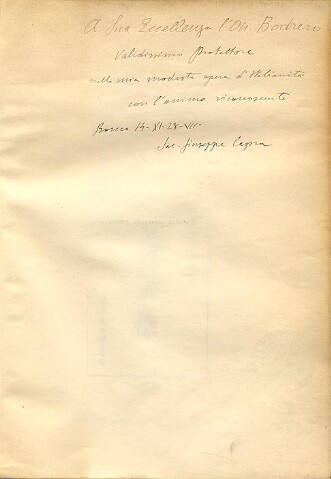 A Sua Eccellenza l'On. Bodrero
Validissimo Protettore
nella mia modesta opera d'Italianità
con l'animo riconoscente
Roma 14-XI-28-VII-
Sac. Giuseppe Capra